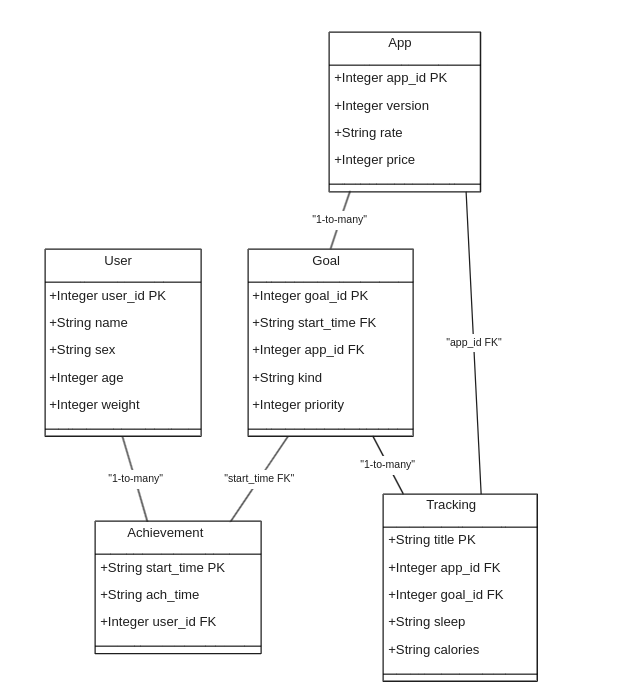 App
+Integer app_id PK
+Integer version
+String rate
+Integer price
"1-to-many"
User
+Integer user_id PK
+String name
+String sex
+Integer age
+Integer weight
Goal
+Integer goal_id PK
+String start_time FK
+Integer app_id FK
+String kind
+Integer priority
"app_id FK"
"1-to-many"
"start_time FK"
"1-to-many"
Achievement
+String start_time PK
+String ach_time
+Integer user_id FK
Tracking
+String title PK
+Integer app_id FK
+Integer goal_id FK
+String sleep
+String calories